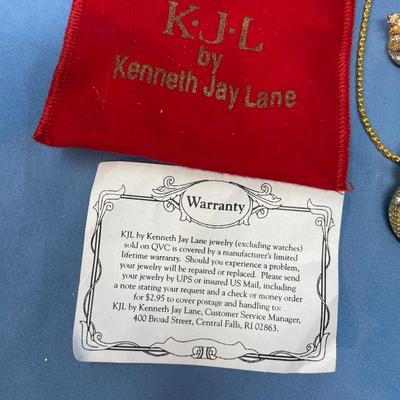 K·J·L
by
Kenneth Jay Lane
Warranty
KJL by Kenneth Jay Lane jewelry (excluding watches)
sold on QVC is covered by a manufacturer's limited
lifetime warranty. Should you experience a problem,
your jewelry will be repaired or replaced. Please send
your jewelry by UPS or insured US Mail, including
a note stating your request and a check or money order
for $2.95 to cover postage and handling to:
KJL by Kenneth Jay Lane, Customer Service Manager,
400 Broad Street, Central Falls, RI 02863.